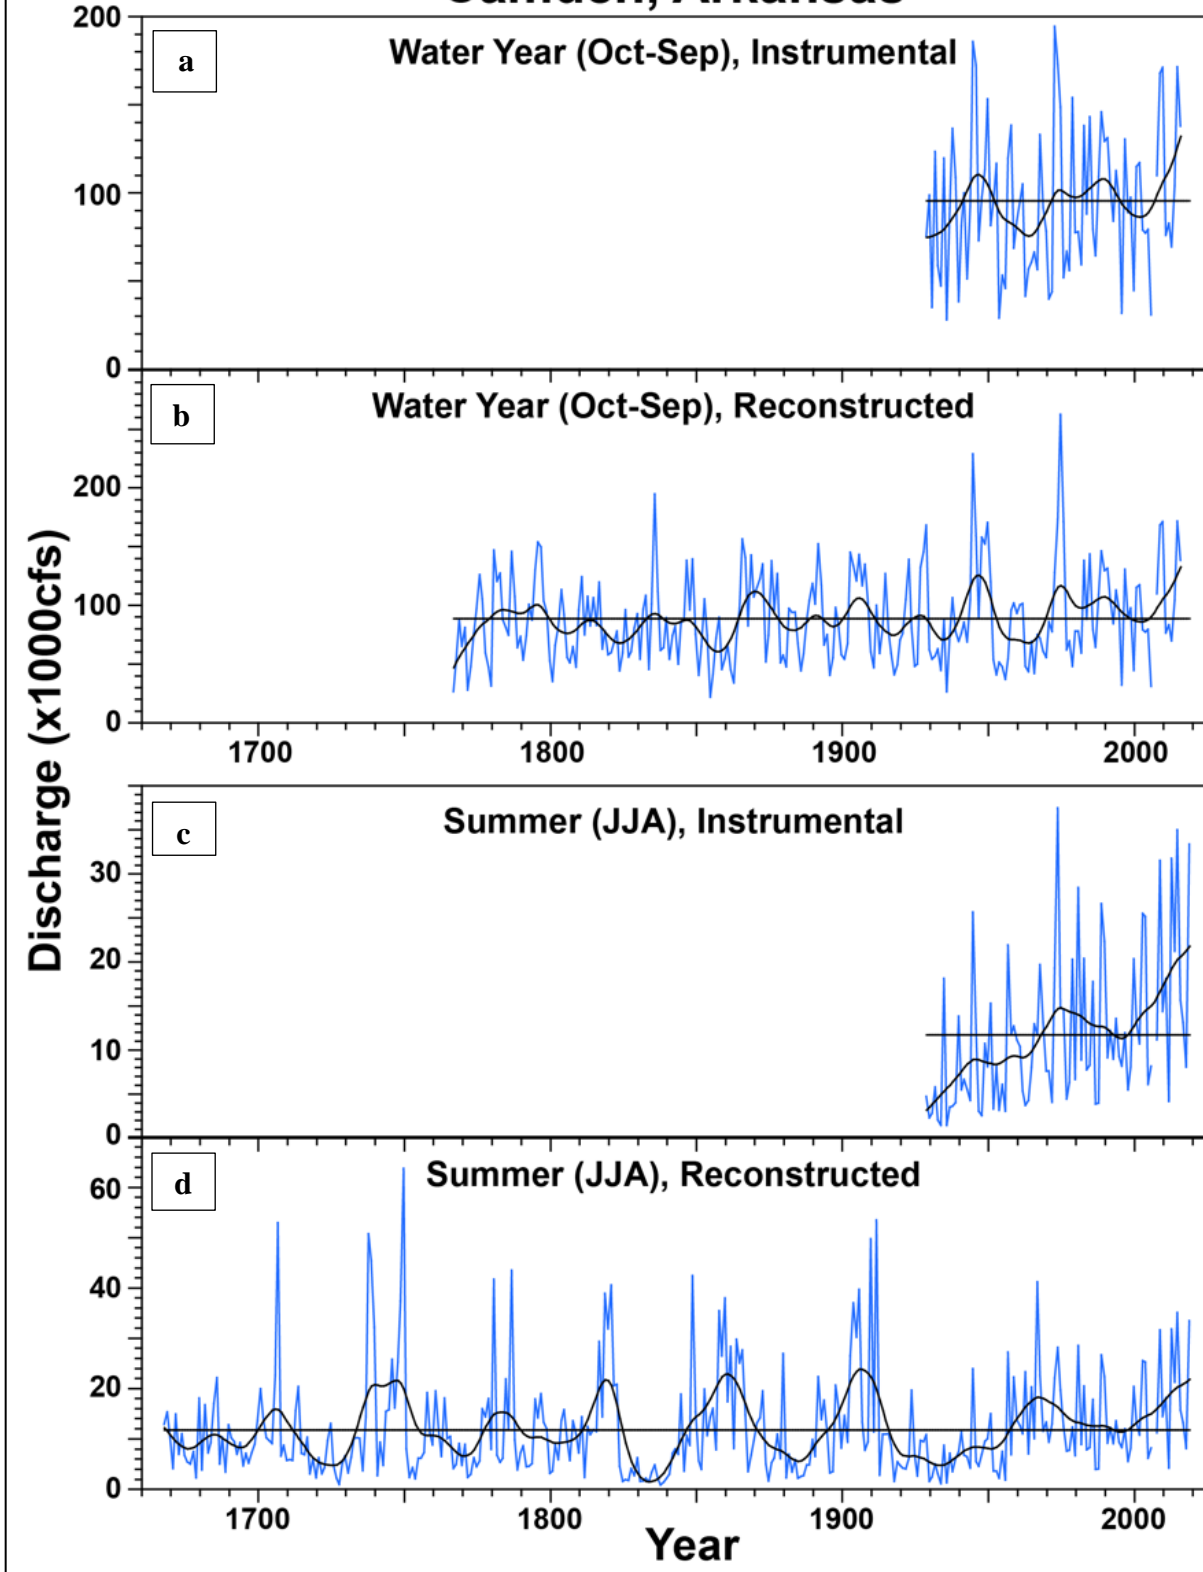 Camden, Arkansas
200
a
Water Year (Oct-Sep), Instrumental
100
0
b
Water Year (Oct-Sep), Reconstructed
200
100
0
1700 1800 1900 2000
Discharge (x1000cfs)
c
Summer (JJA), Instrumental
30
20
10
0
d
Summer (JJA), Reconstructed
60
40
20
0
1700 1800 1900 2000
Year